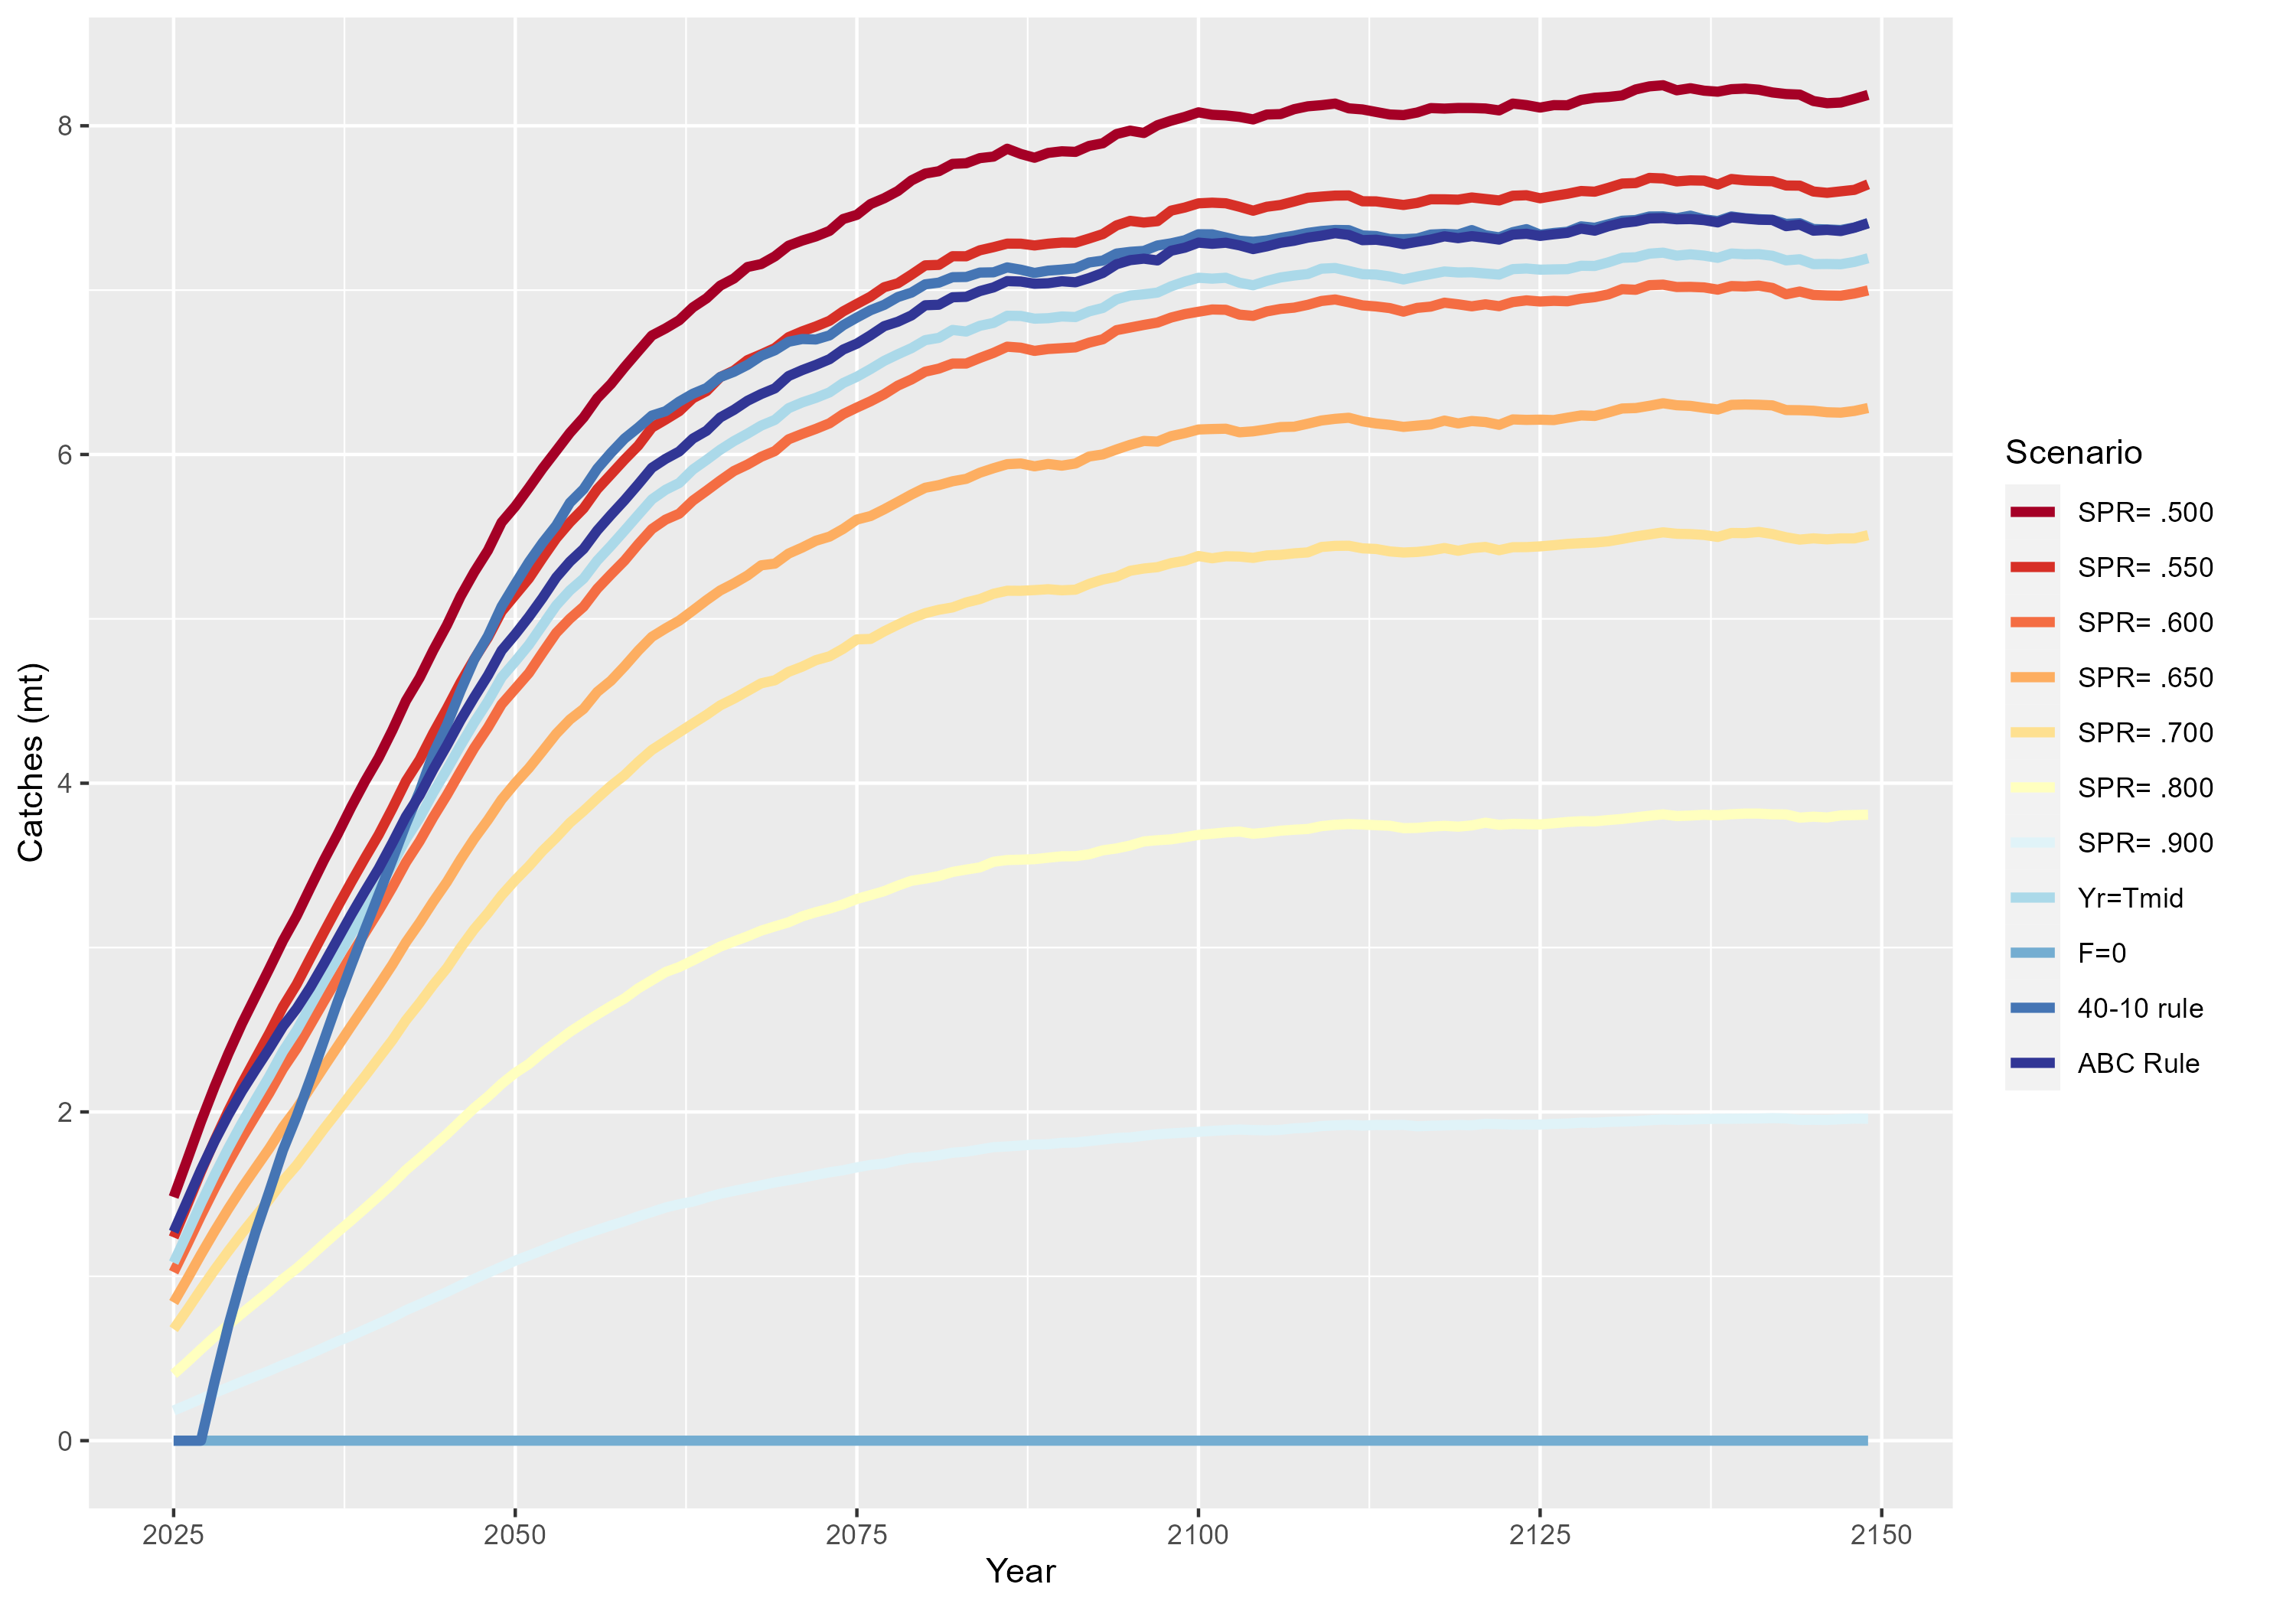 8
6
4
2
0
Catches (mt)
2025 2050 2075 2100 2125 2150
Year
Scenario
SPR= .500
SPR= .550
SPR= .600
SPR= .650
SPR= .700
SPR= .800
SPR= .900
Yr=Tmid
F=0
40-10 rule
ABC Rule